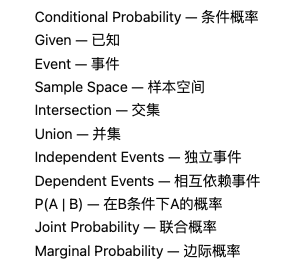 Conditional Probability — 条件概率
Given — 已知
Event — 事件
Sample Space — 样本空间
Intersection — 交集
Union — 并集
Independent Events — 独立事件
Dependent Events — 相互依赖事件
P(A | B) — 在B条件下A的概率
Joint Probability — 联合概率
Marginal Probability — 边际概率